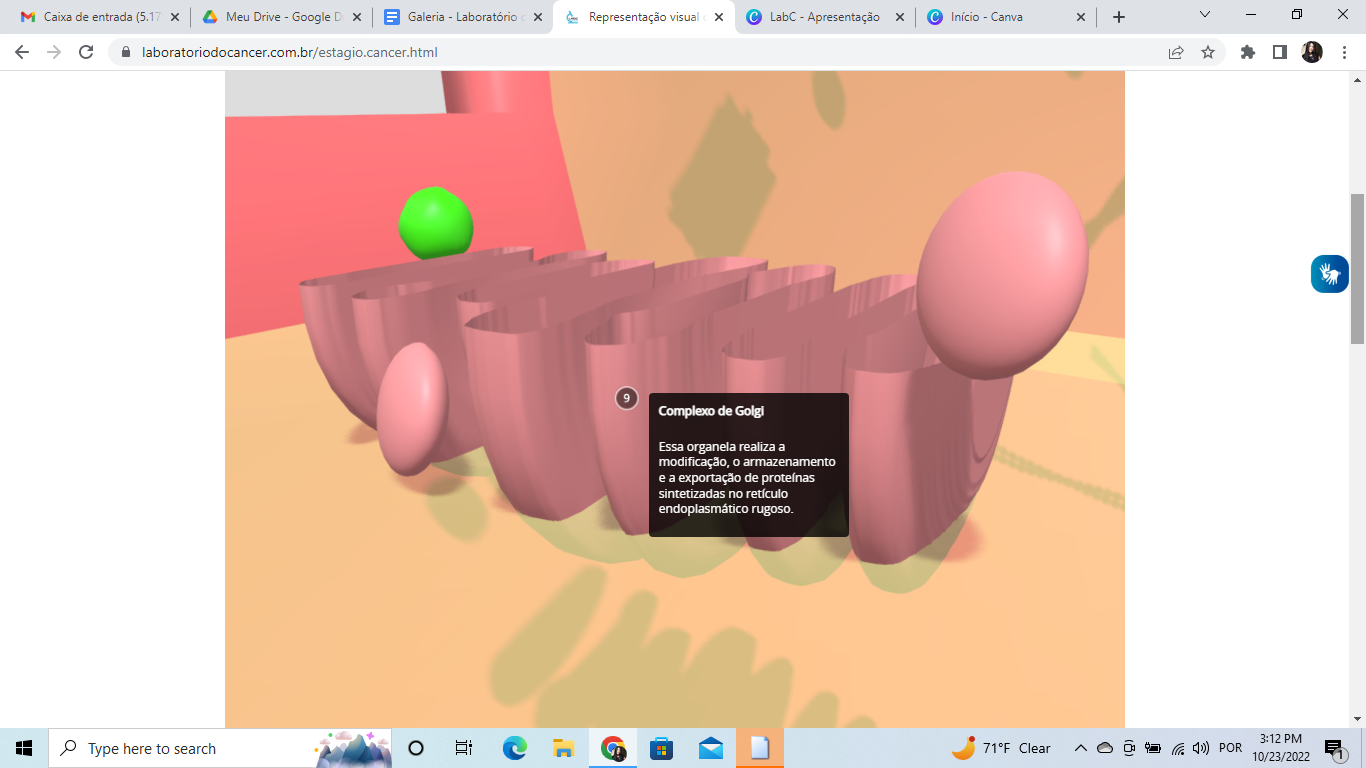 Caixa de entrada (5.17
Meu Drive - Google D
Galeria - Laboratório
Representação visual
LabC - Apresentação
Início - Canva
laboratoriodocancer.com.br/estagio.cancer.html
9
Complexo de Golgi
Essa organela realiza a
modificação, o armazenamento
e a exportação de proteínas
sintetizadas no retículo
endoplasmático rugoso.
Type here to search
71°F Clear
POR
3:12 PM
10/23/2022
1